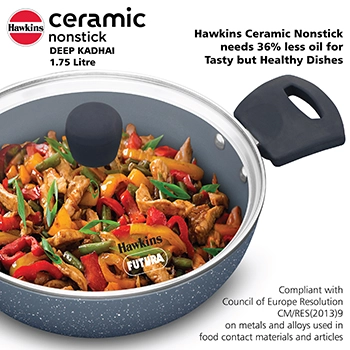 Hawkins
ceramic
nonstick
DEEP KADHAI
1.75 Litre
Hawkins Ceramic Nonstick
needs 36% less oil for
Tasty but Healthy Dishes
Hawkins
FUTURA
Compliant with
Council of Europe Resolution
CM/RES(2013)9
on metals and alloys used in
food contact materials and articles